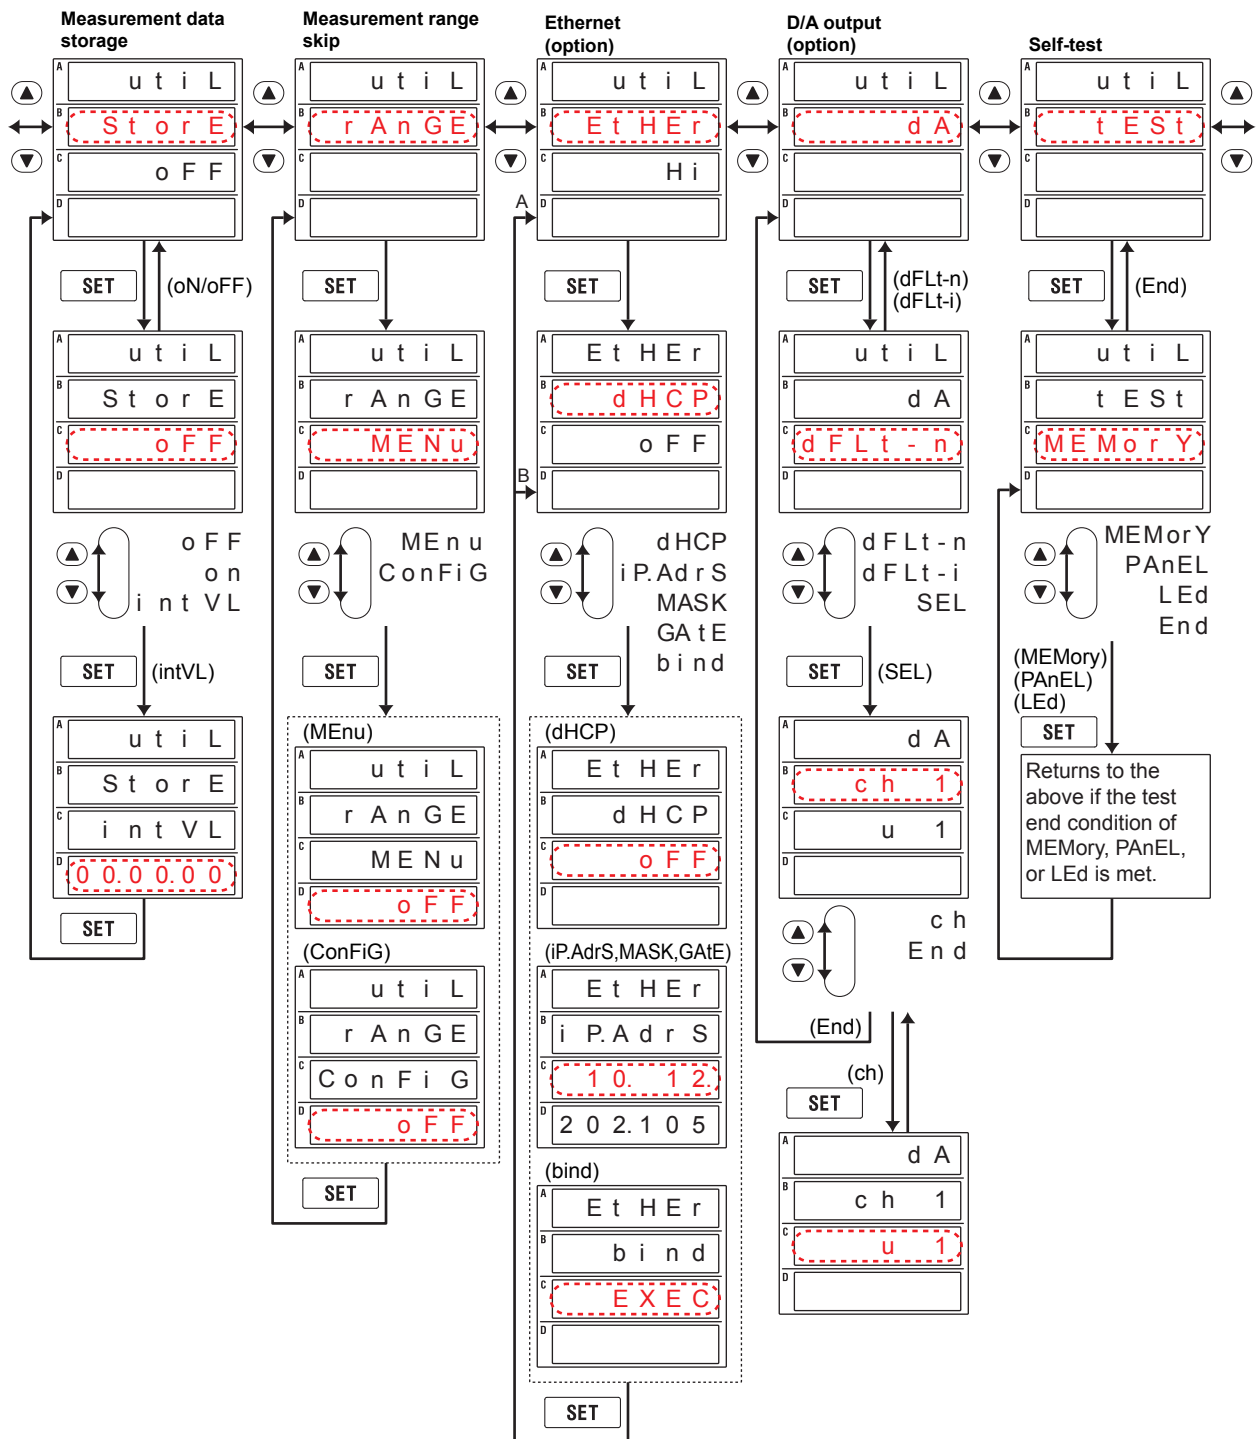 Measurement data
storage
A u t i L
B S t o r E
C o F F
D
SET
(oN/oFF)
A u t i L
B S t o r E
C o F F
D
o F F
o n
i n t V L
SET
(intVL)
A u t i L
B S t o r E
C i n t V L
D 0 0. 0 0. 0 0
SET
Measurement range
skip
A u t i L
B r A n G E
C
D
SET
A u t i L
B r A n G E
C M E N u
D
M E n u
C o n F i G
SET
(MEnu)
A u t i L
B r A n G E
C M E N u
D o F F
(ConFiG)
A u t i L
B r A n G E
C C o n F i G
D o F F
SET
Ethernet
(option)
A u t i L
B E t H E r
C H i
D
A
SET
A E t H E r
B d H C P
C o F F
D
B
d H C P
i P. A d r S
M A S K
G A t E
b i n d
SET
(dHCP)
A E t H E r
B d H C P
C o F F
D
(iP.AdrS,MASK,GAtE)
A E t H E r
B i P. A d r S
C 1 0. 1 2.
D 2 0 2. 1 0 5
(bind)
A E t H E r
B b i n d
C E X E C
D
SET
D/A output
(option)
A u t i L
B d A
C
D
SET
(dFLt-n)
(dFLt-i)
A u t i L
B d A
C d F L t - n
D
d F L t - n
d F L t - i
S E L
SET
(SEL)
A d A
B c h 1
C u 1
D
c h
E n d
(End)
(ch)
SET
A d A
B c h 1
C u 1
D
Self-test
A u t i L
B t E S t
C
D
SET
(End)
A u t i L
B t E S t
C M E M o r Y
D
M E M o r Y
P A n E L
L E d
E n d
(MEMory)
(PAnEL)
(LEd)
SET
Returns to the
above if the test
end condition of
MEMory, PAnEL,
or LEd is met.